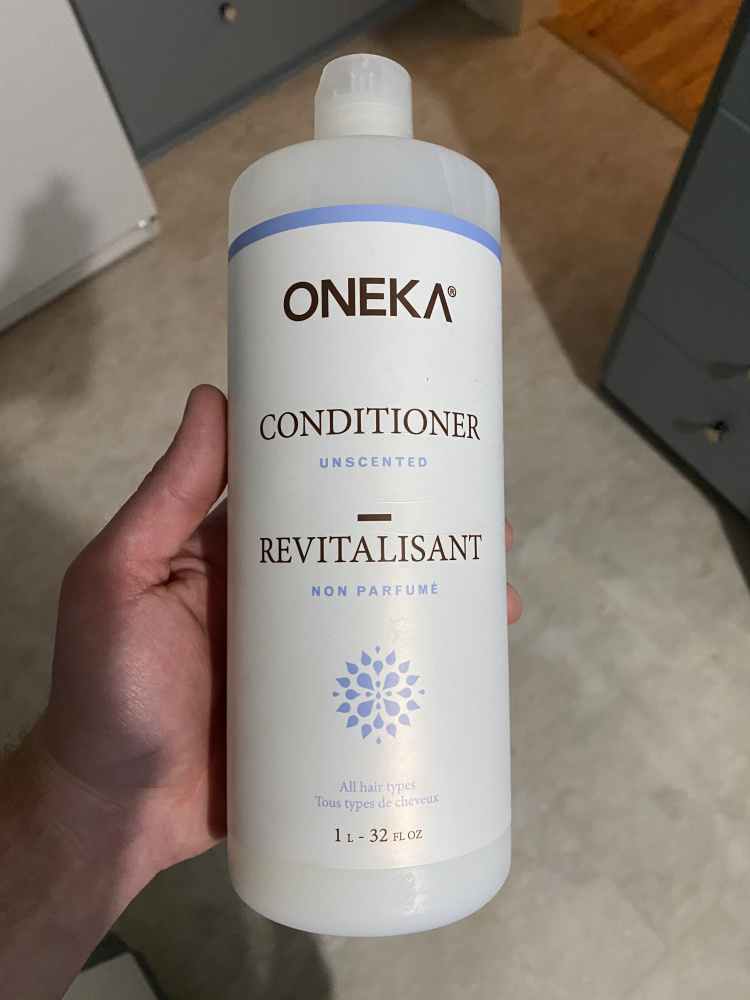 ONEKA®
CONDITIONER
UNSCENTED
REVITALISANT
NON PARFUMÉ
All hair types
Tous types de cheveux
1 L - 32 FL OZ